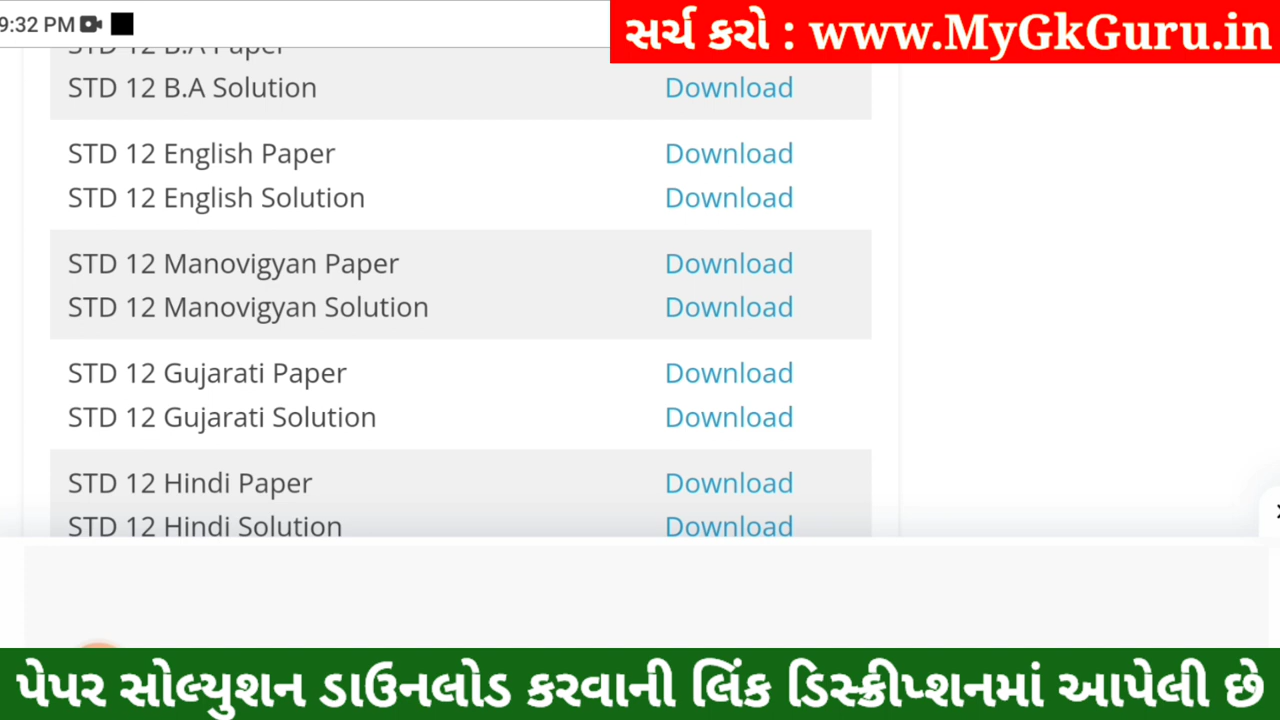 9:32 PM
સર્ચ કરો : www.MyGkGuru.in
STD 12 B.A Paper
STD 12 B.A Solution Download
STD 12 English Paper Download
STD 12 English Solution Download
STD 12 Manovigyan Paper Download
STD 12 Manovigyan Solution Download
STD 12 Gujarati Paper Download
STD 12 Gujarati Solution Download
STD 12 Hindi Paper Download
STD 12 Hindi Solution Download
પેપર સોલ્યુશન ડાઉનલોડ કરવાની લિંક ડિસ્ક્રીપ્શનમાં આપેલી છે